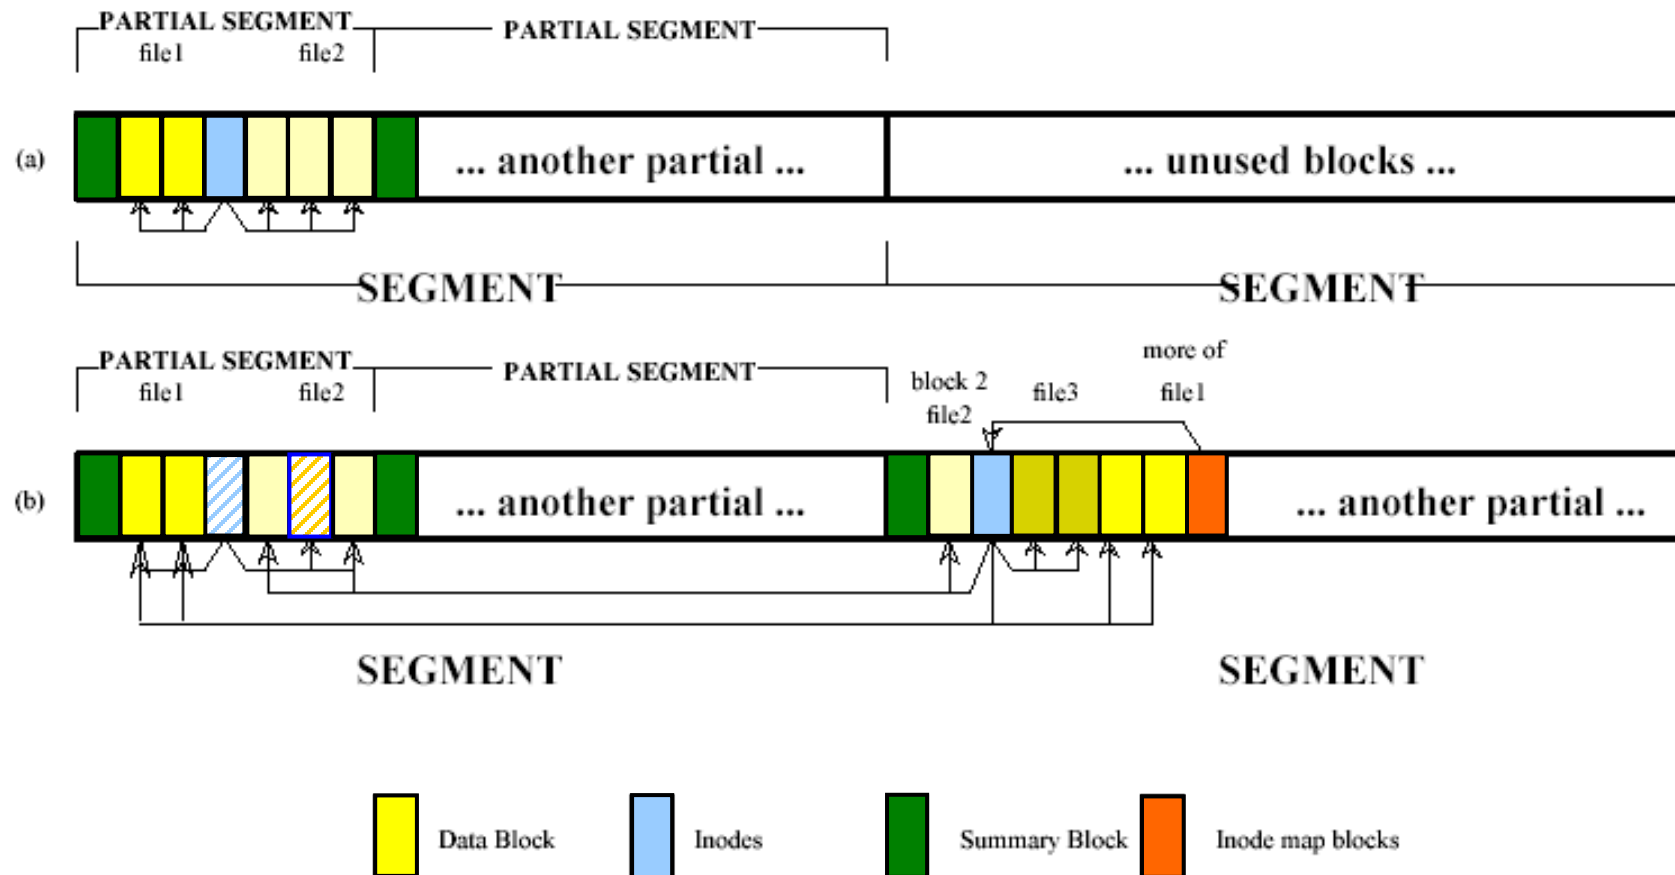 PARTIAL SEGMENT PARTIAL SEGMENT
file1 file2
(a) ... another partial ... ... unused blocks ...
SEGMENT SEGMENT
PARTIAL SEGMENT PARTIAL SEGMENT more of
file1 file2 block 2 file3 file1
file2
(b) ... another partial ... ... another partial ...
SEGMENT SEGMENT
Data Block Inodes Summary Block Inode map blocks